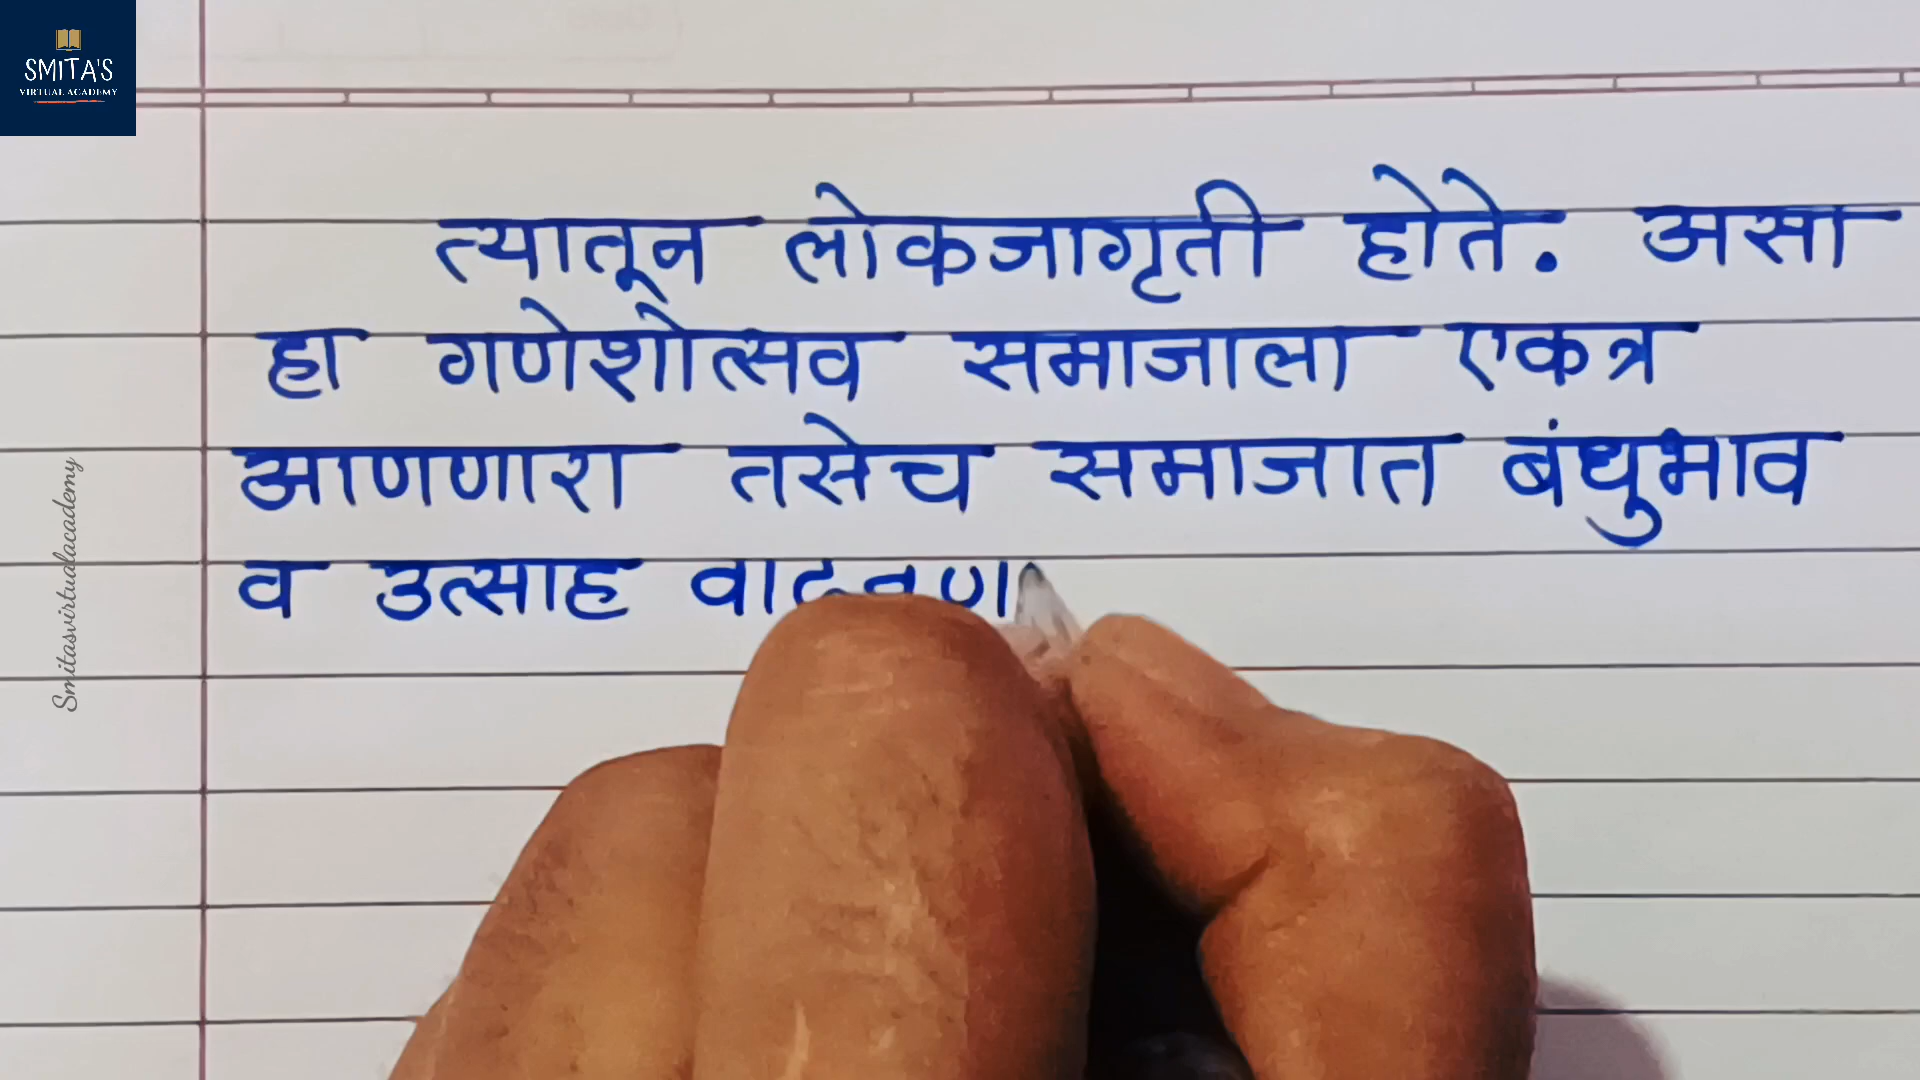 SMITA'S
VIRTUAL ACADEMY
त्यातून लोकजागृती होते. असा
हा गणेशोत्सव समाजाला एकत्र
आणणारा तसेच समाजात बंधुभाव
व उत्साह
Smitasvirtualacademy